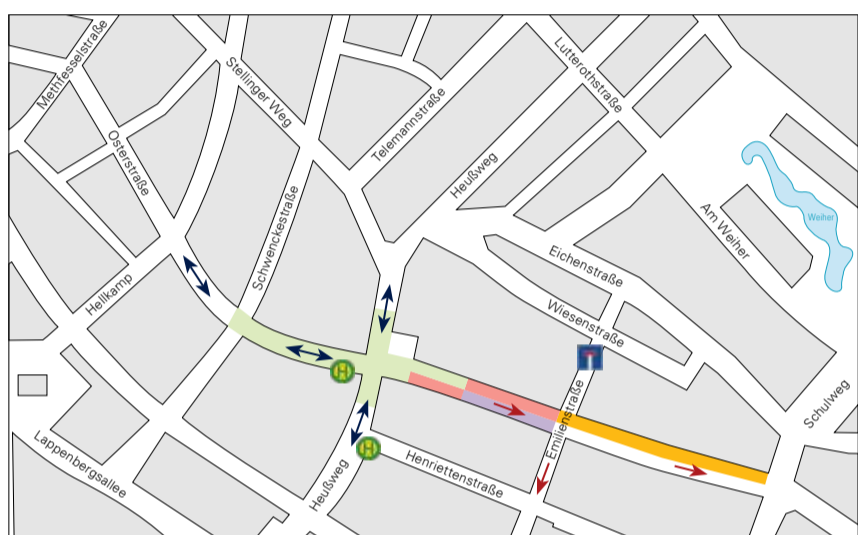 Methfesselstraße
Stellinger Weg
Lutterothstraße
Telemannstraße
Osterstraße
Heußweg
Schwenckestraße
Am Weiher
Weiher
Eichenstraße
Hellkamp
Wiesenstraße
H
Emilienstraße
Schulweg
H
Lappenbergsallee
Heußweg
Henriettenstraße